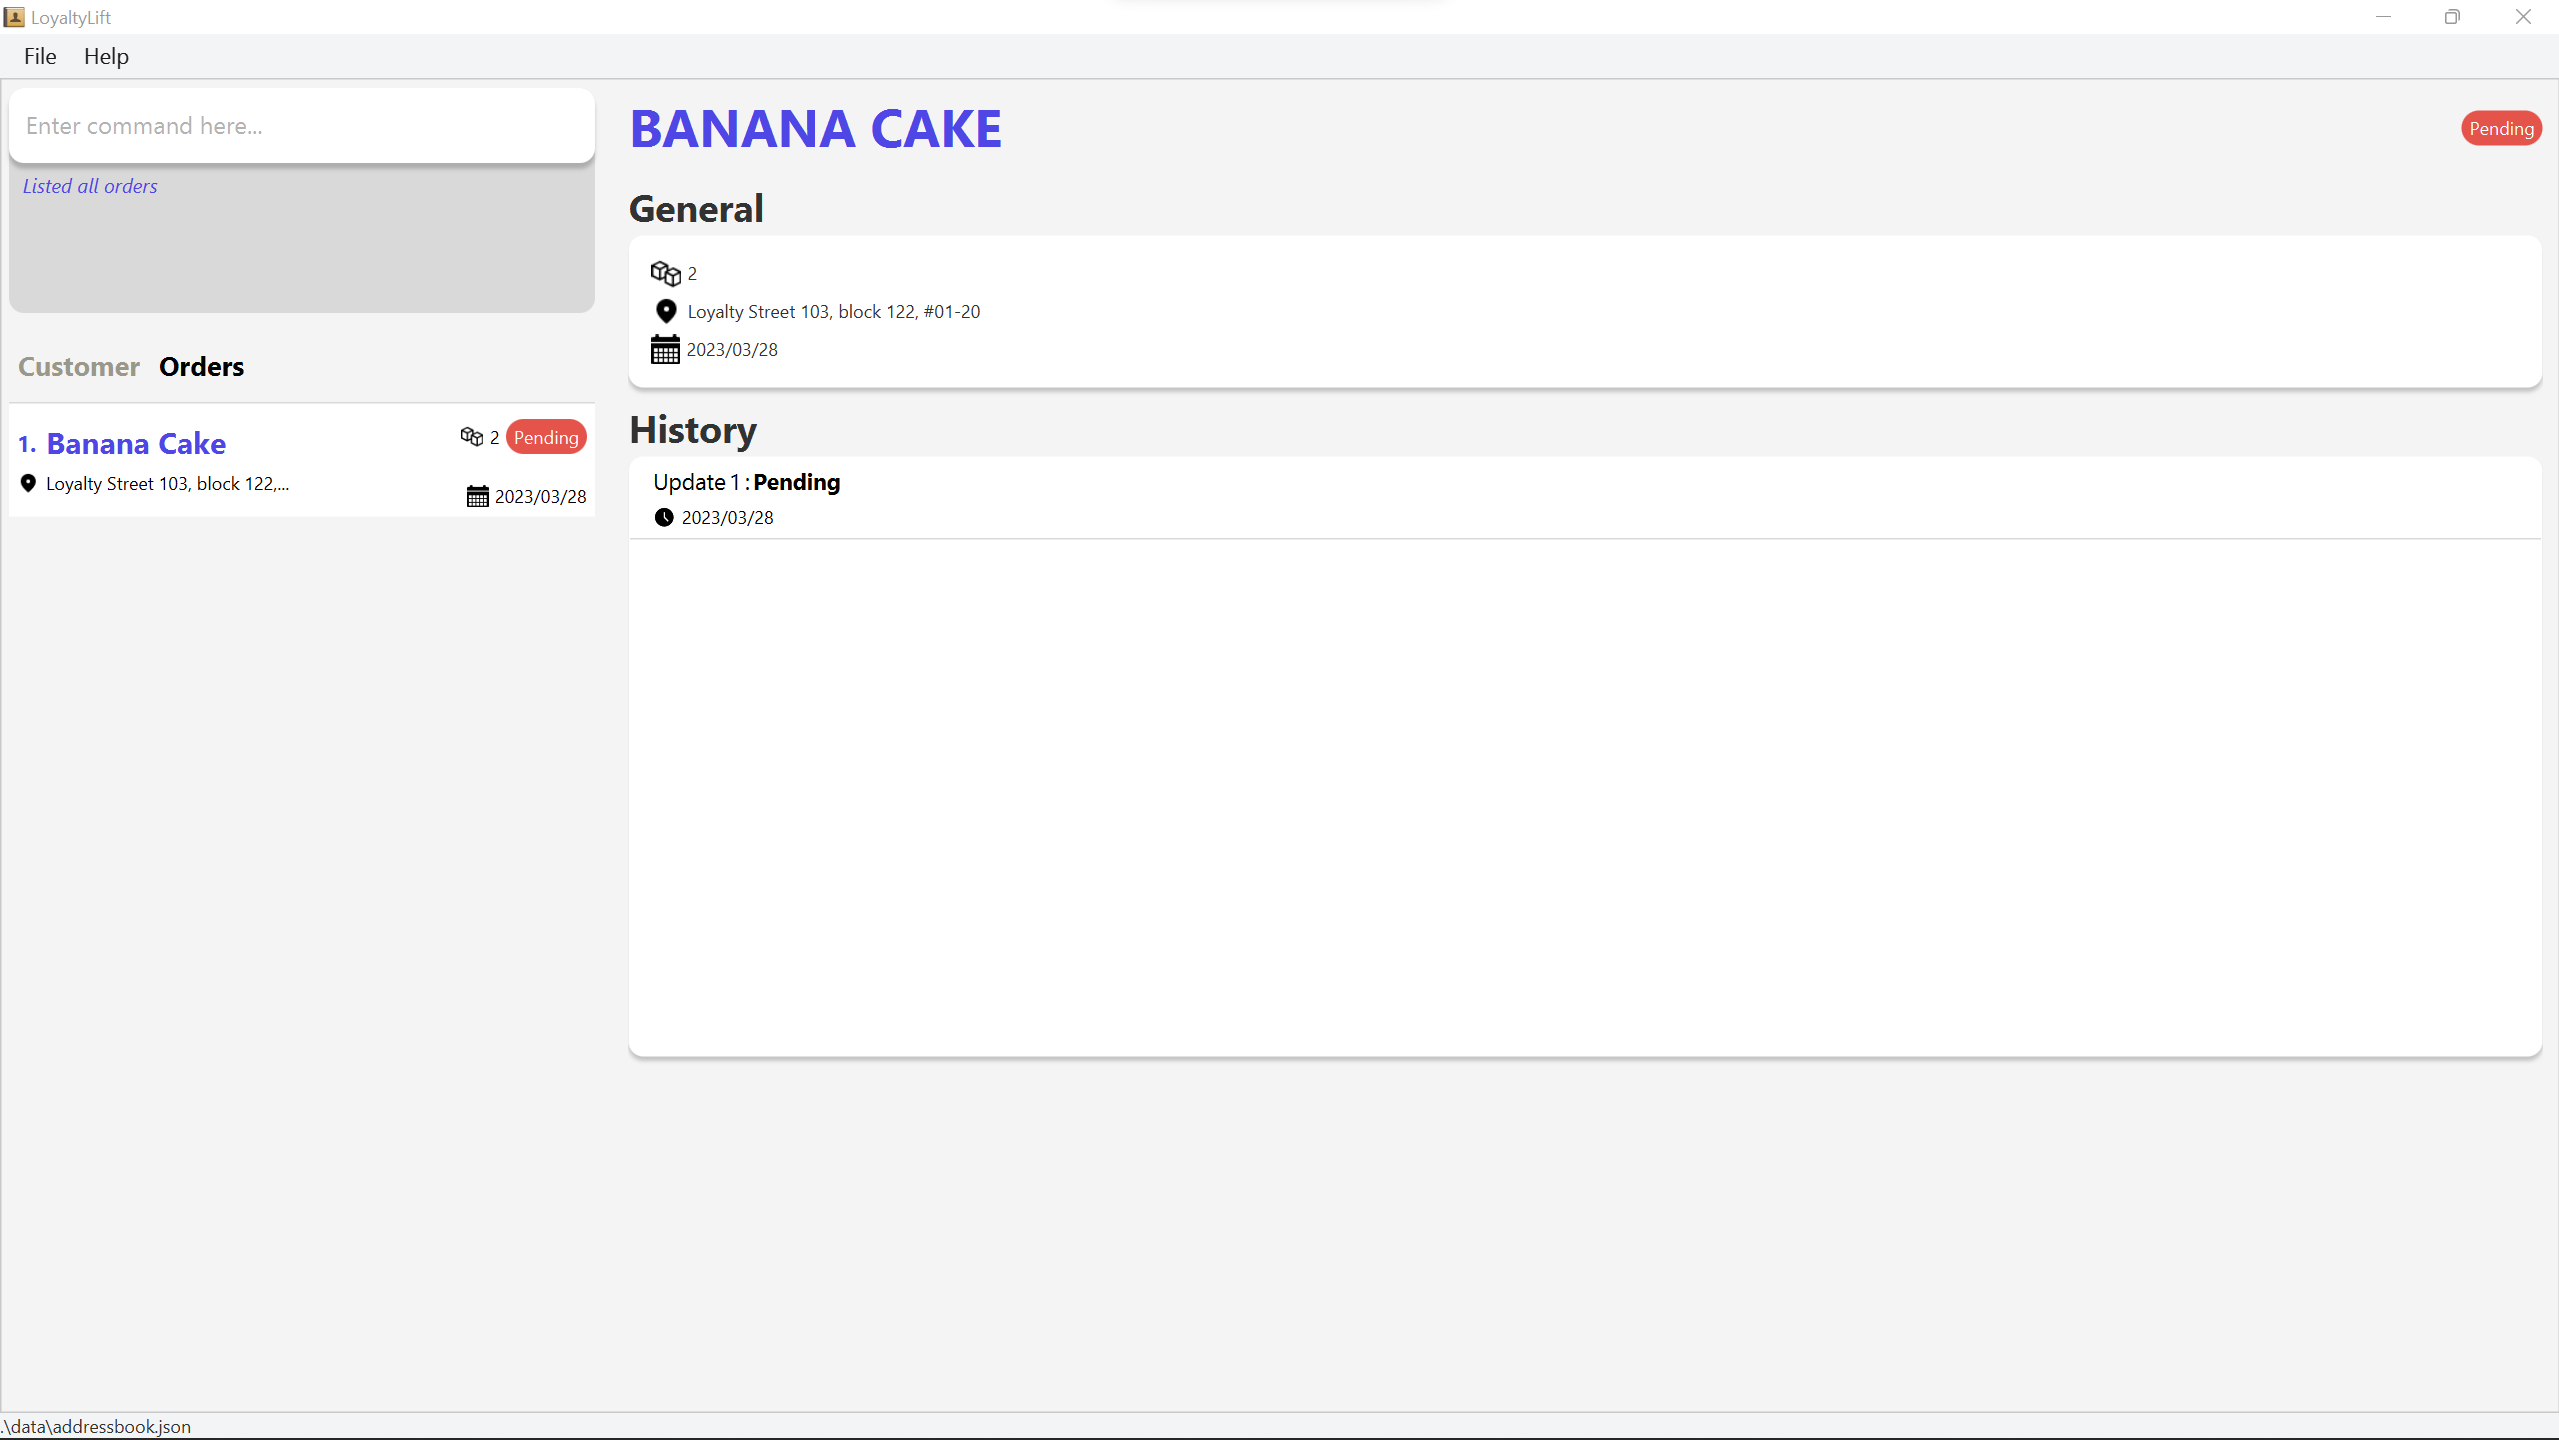 LoyaltyLift
File Help
Enter command here...
Listed all orders
Customer Orders
1. Banana Cake
2 Pending
Loyalty Street 103, block 122,...
2023/03/28
BANANA CAKE
Pending
General
2
Loyalty Street 103, block 122, #01-20
2023/03/28
History
Update 1 : Pending
2023/03/28
.\data\addressbook.json